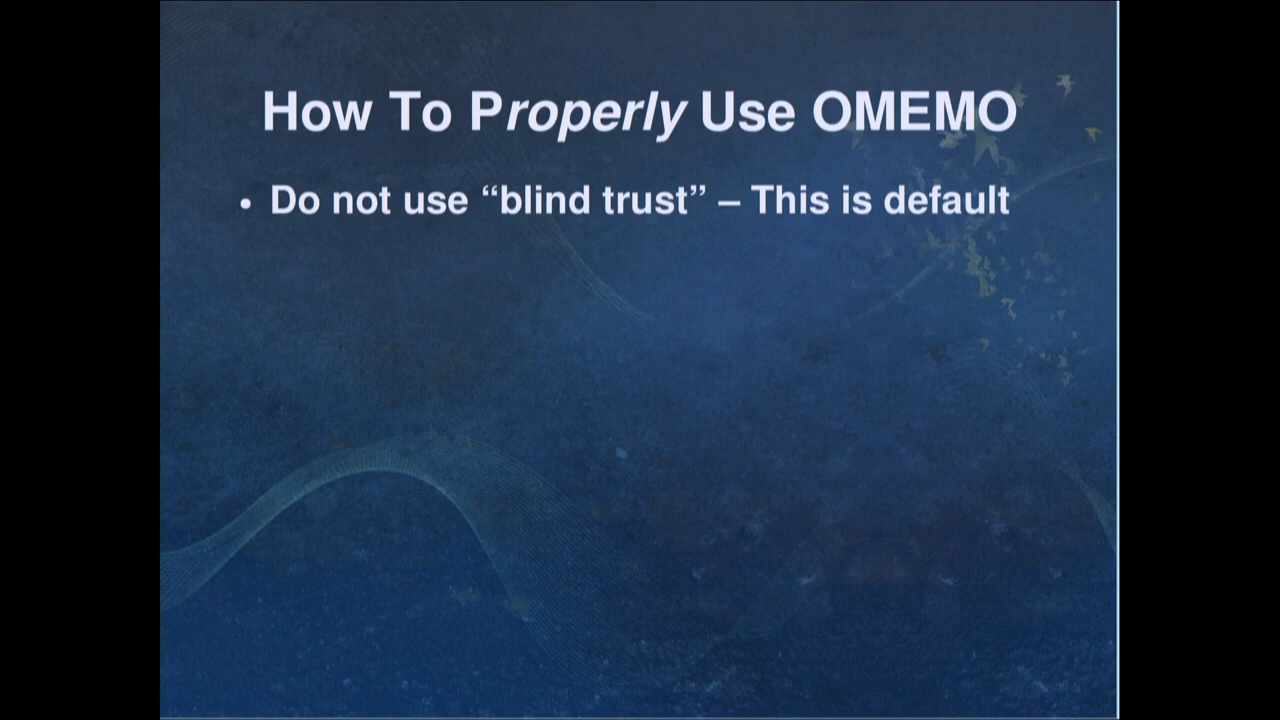 How To Properly Use OMEMO
• Do not use “blind trust” – This is default